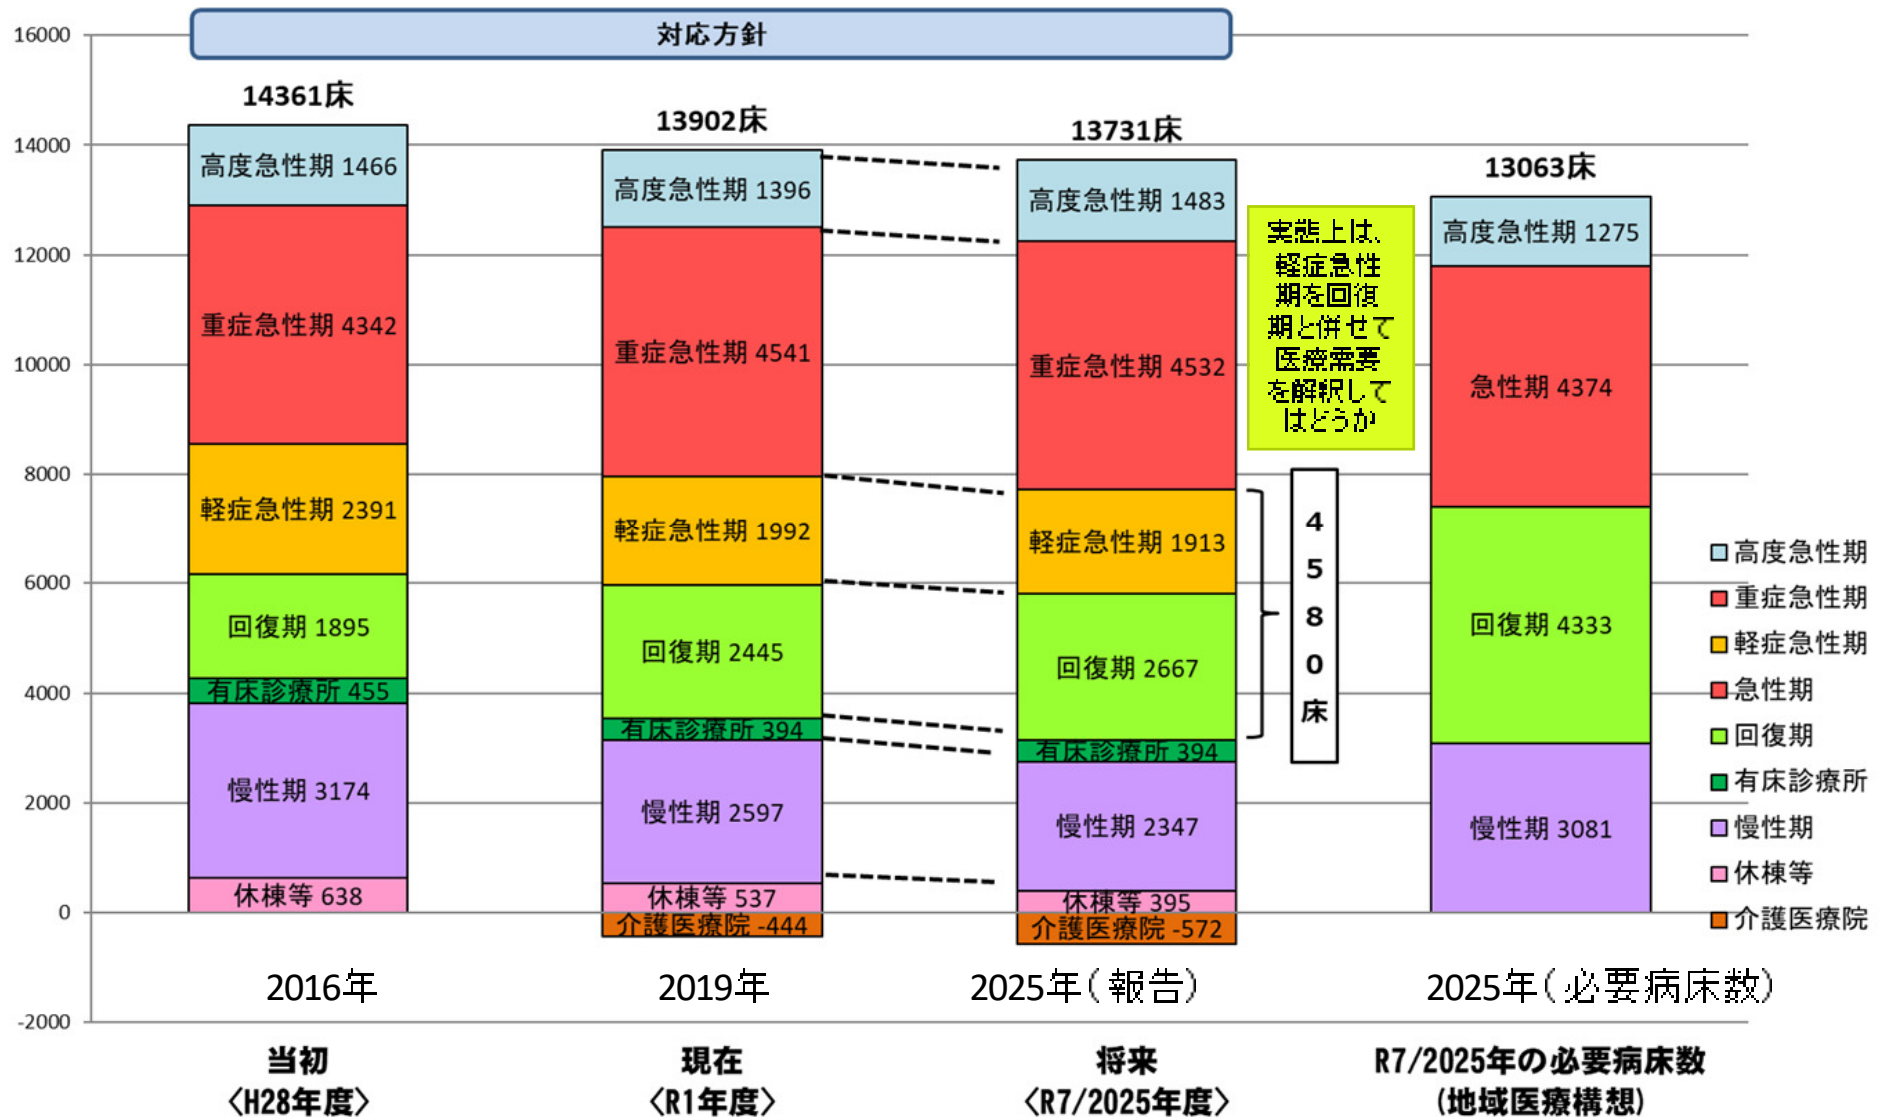 対応方針
16000
14000
12000
10000
8000
6000
4000
2000
0
-2000
14361床
高度急性期 1466
重症急性期 4342
軽症急性期 2391
回復期 1895
有床診療所 455
慢性期 3174
休棟等 638
2016年
当初
〈H28年度〉
13902床
高度急性期 1396
重症急性期 4541
軽症急性期 1992
回復期 2445
有床診療所 394
慢性期 2597
休棟等 537
介護医療院 -444
2019年
現在
〈R1年度〉
13731床
高度急性期 1483
重症急性期 4532
軽症急性期 1913
回復期 2667
有床診療所 394
慢性期 2347
休棟等 395
介護医療院 -572
2025年（報告）
将来
〈R7/2025年度〉
実態上は、
軽症急性
期を回復
期と併せて
医療需要
を解釈して
はどうか
4
5
8
0
床
13063床
高度急性期 1275
急性期 4374
回復期 4333
慢性期 3081
2025年（必要病床数）
R7/2025年の必要病床数
(地域医療構想)
高度急性期
重症急性期
軽症急性期
急性期
回復期
有床診療所
慢性期
休棟等
介護医療院